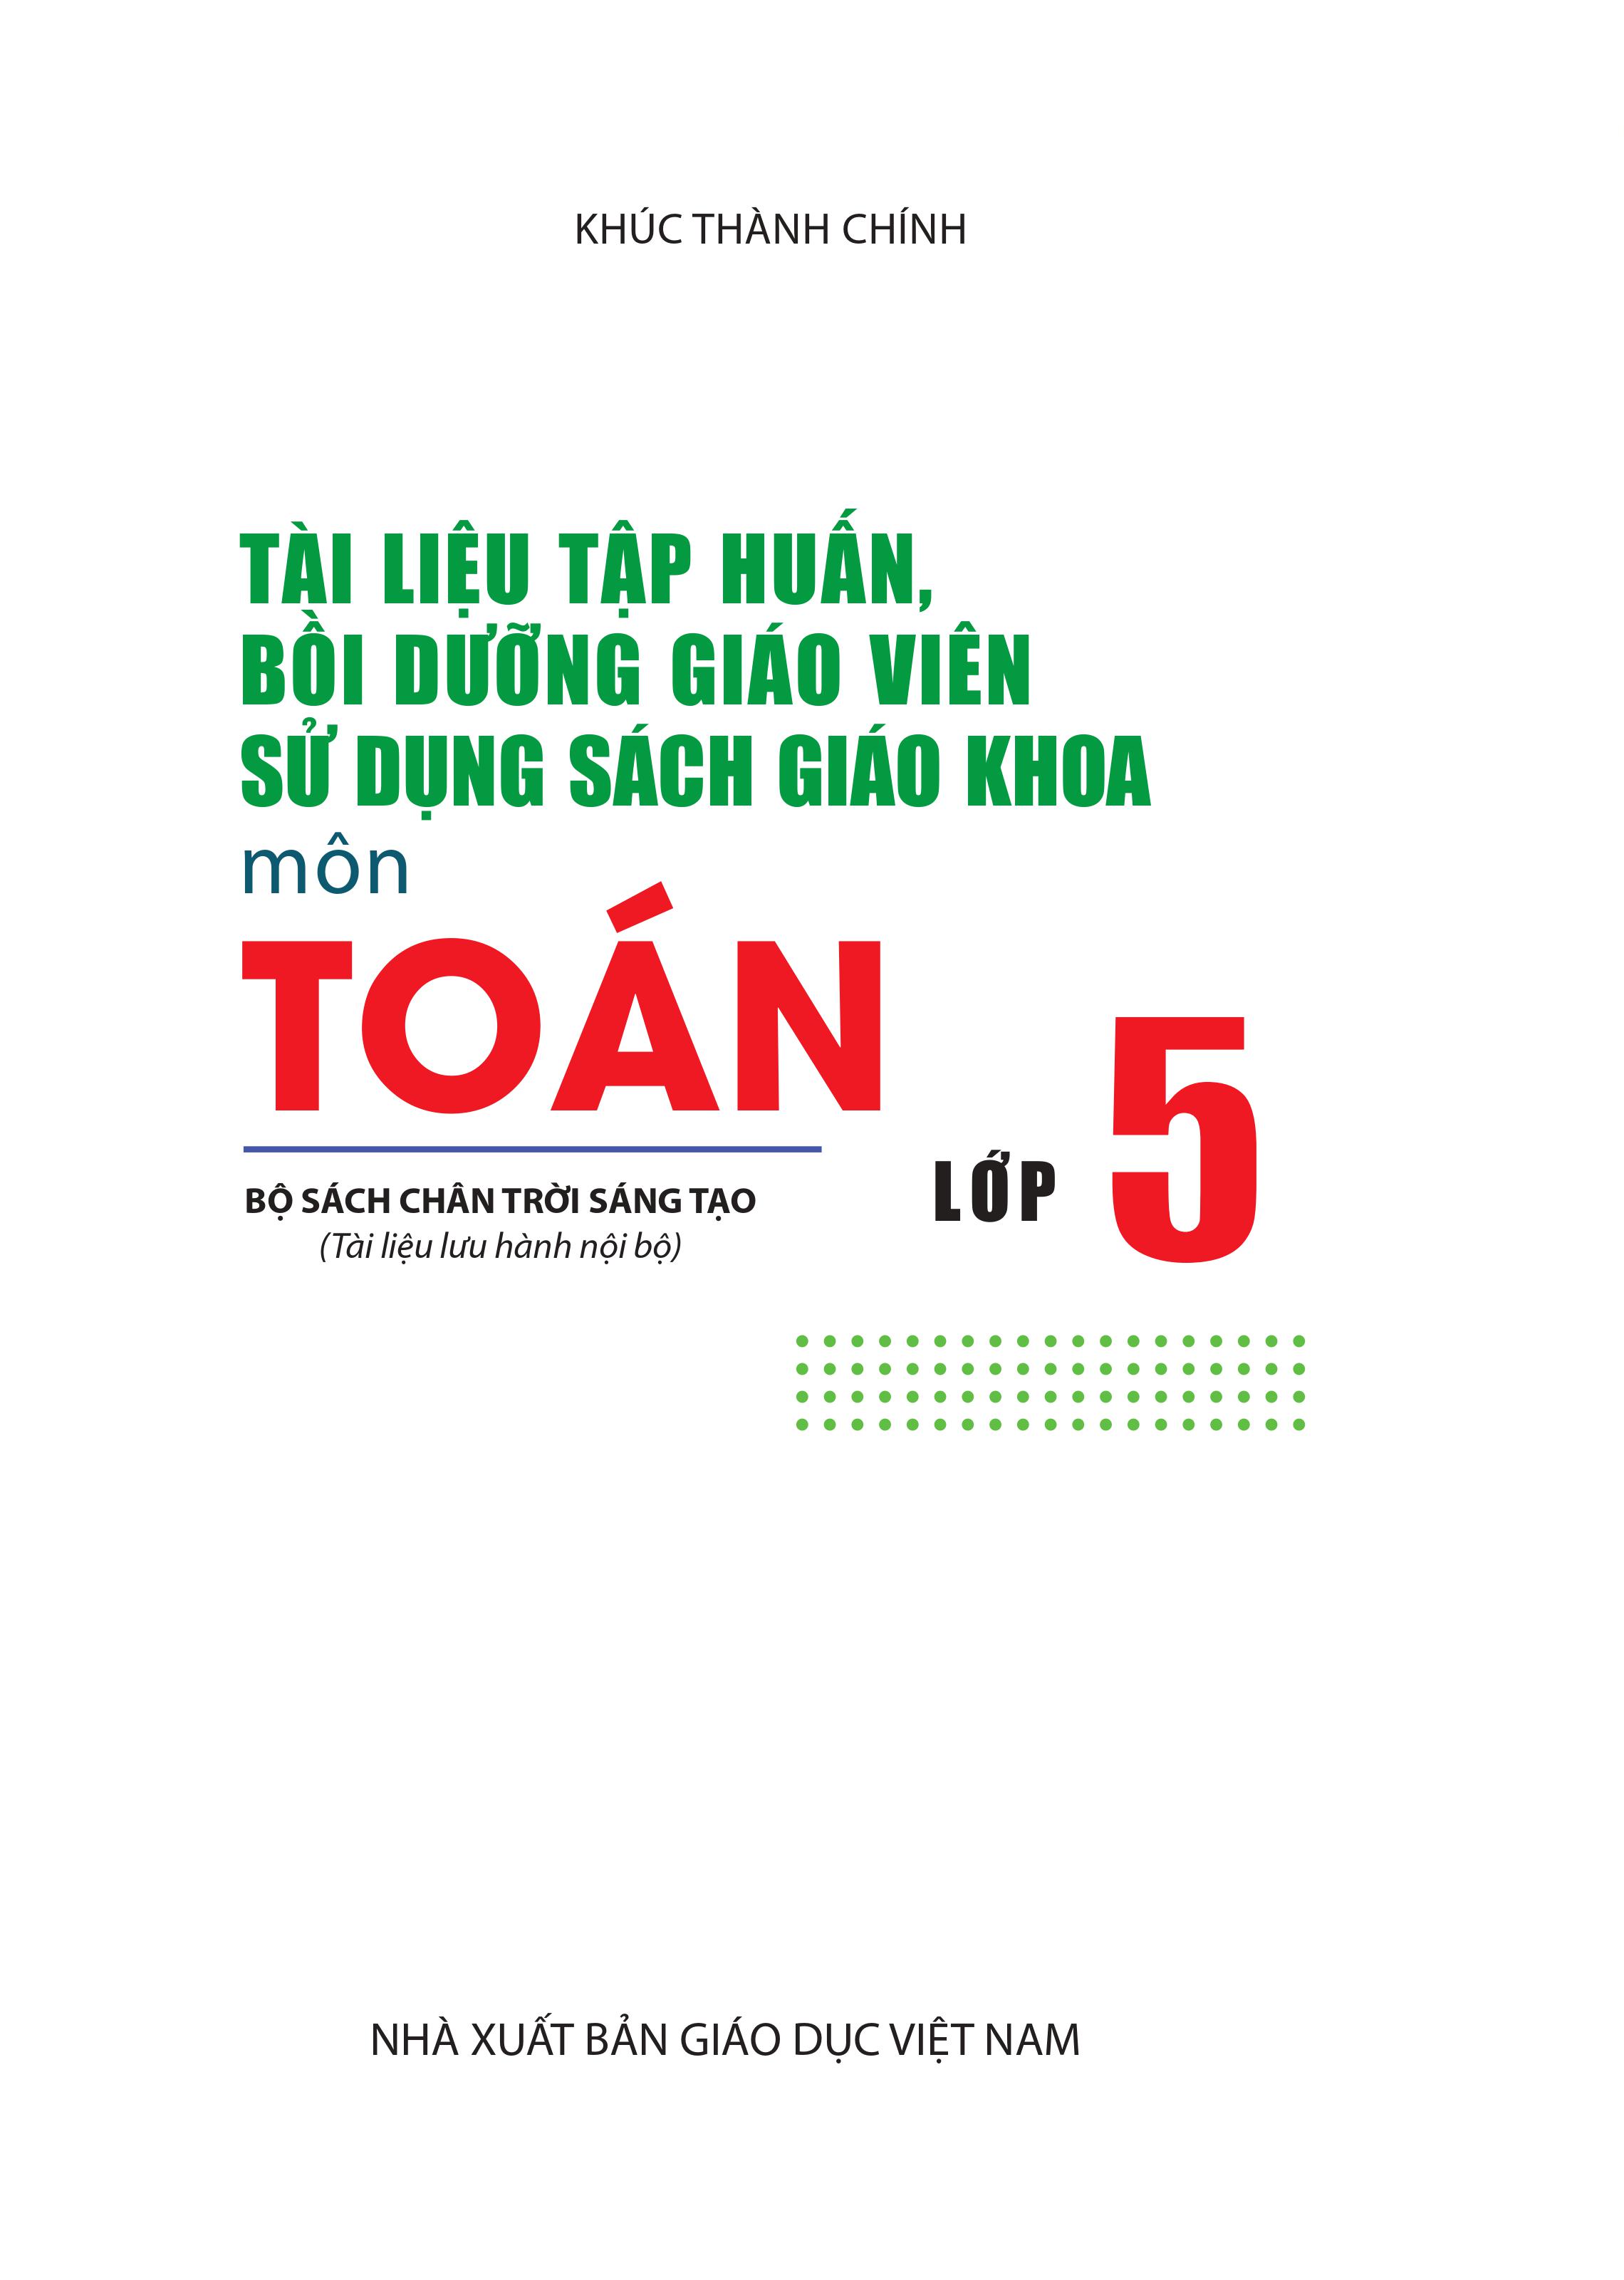 KHÚC THÀNH CHÍNH
TÀI LIỆU TẬP HUẤN,
BỒI DƯỠNG GIÁO VIÊN
SỬ DỤNG SÁCH GIÁO KHOA
môn
TOÁN
LỚP 5
BỘ SÁCH CHÂN TRỜI SÁNG TẠO
(Tài liệu lưu hành nội bộ)
NHÀ XUẤT BẢN GIÁO DỤC VIỆT NAM